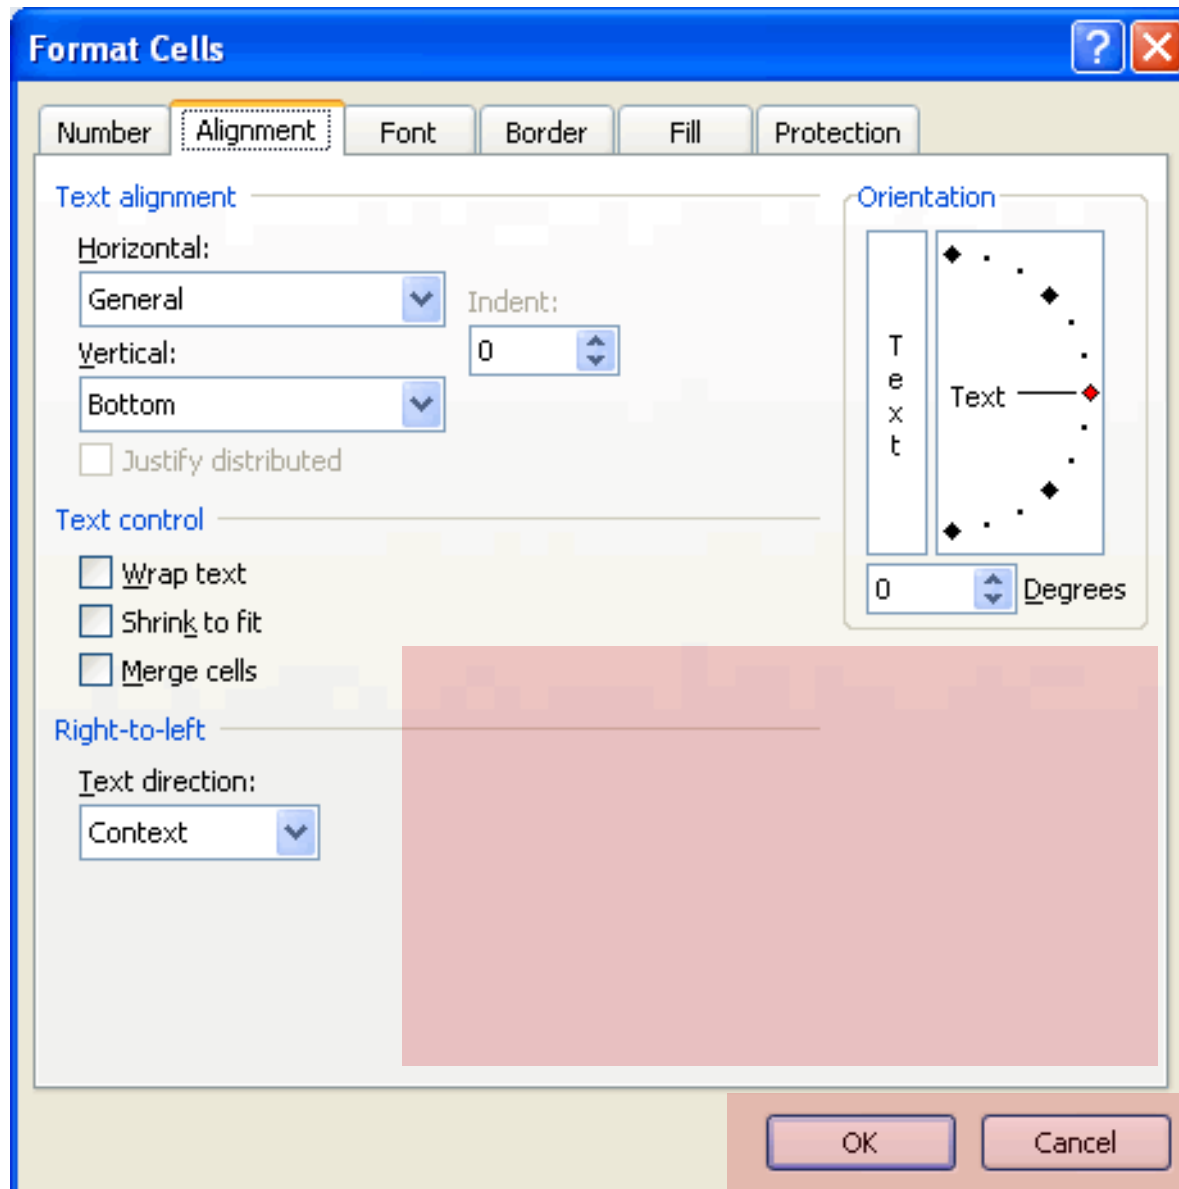 Format Cells
Number Alignment Font Border Fill Protection
Text alignment
Horizontal:
General
Indent:
0
Vertical:
Bottom
Justify distributed
Text control
Wrap text
Shrink to fit
Merge cells
Right-to-left
Text direction:
Context
Orientation
Text
Text
0 Degrees
OK Cancel